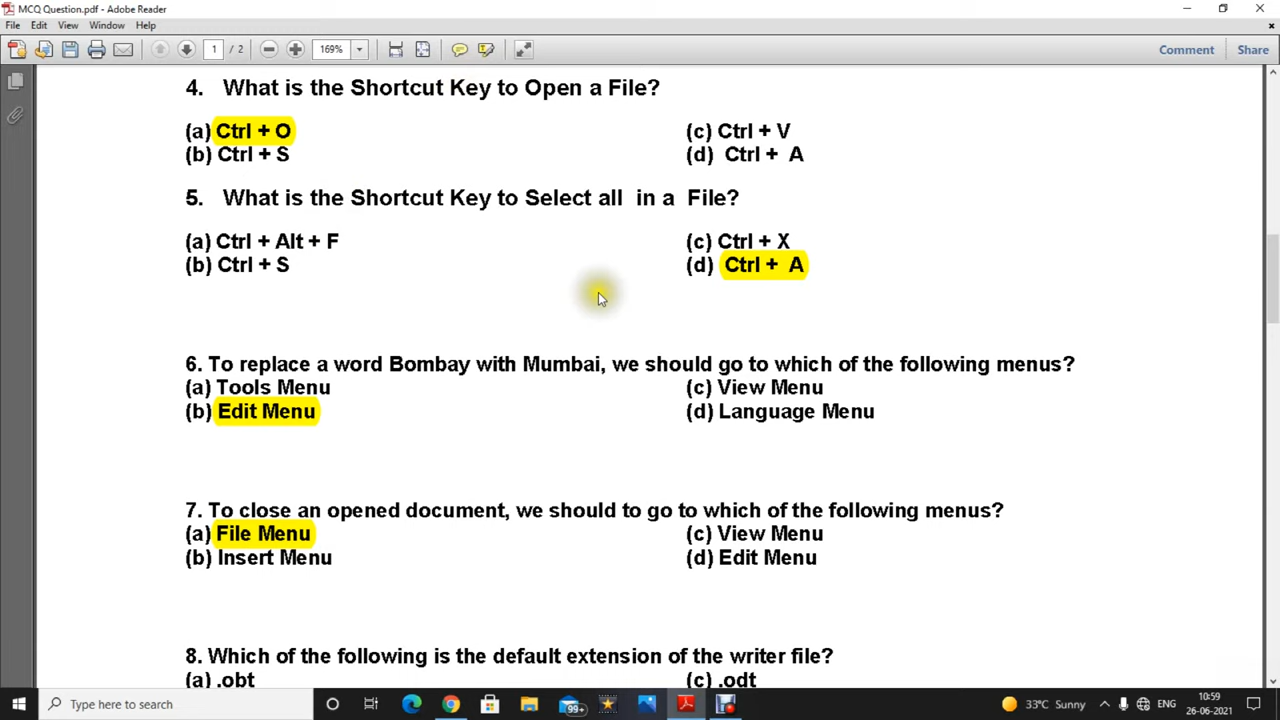 MCQ Question.pdf - Adobe Reader
File Edit View Window Help
1 / 2 169% Comment Share
4. What is the Shortcut Key to Open a File?
(a) Ctrl + O (c) Ctrl + V
(b) Ctrl + S (d) Ctrl + A
5. What is the Shortcut Key to Select all in a File?
(a) Ctrl + Alt + F (c) Ctrl + X
(b) Ctrl + S (d) Ctrl + A
6. To replace a word Bombay with Mumbai, we should go to which of the following menus?
(a) Tools Menu (c) View Menu
(b) Edit Menu (d) Language Menu
7. To close an opened document, we should to go to which of the following menus?
(a) File Menu (c) View Menu
(b) Insert Menu (d) Edit Menu
8. Which of the following is the default extension of the writer file?
(a) .obt (c) .odt
Type here to search 99+ 33°C Sunny ENG 10:59
26-06-2021